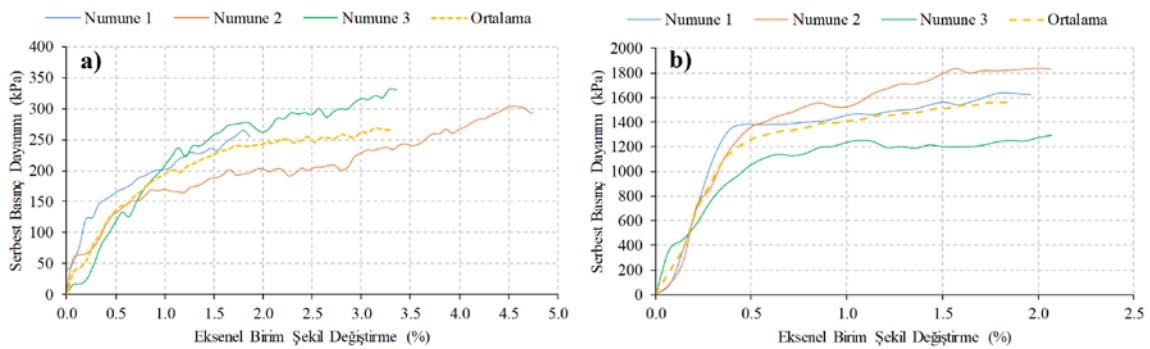 Numune 1 Numune 2 Numune 3 Ortalama
a)
Serbest Basınç Dayanımı (kPa)
400
350
300
250
200
150
100
50
0
0.0 0.5 1.0 1.5 2.0 2.5 3.0 3.5 4.0 4.5 5.0
Eksenel Birim Şekil Değiştirme (%)
Numune 1 Numune 2 Numune 3 Ortalama
b)
Serbest Basınç Dayanımı (kPa)
2000
1800
1600
1400
1200
1000
800
600
400
200
0
0.0 0.5 1.0 1.5 2.0 2.5
Eksenel Birim Şekil Değiştirme (%)